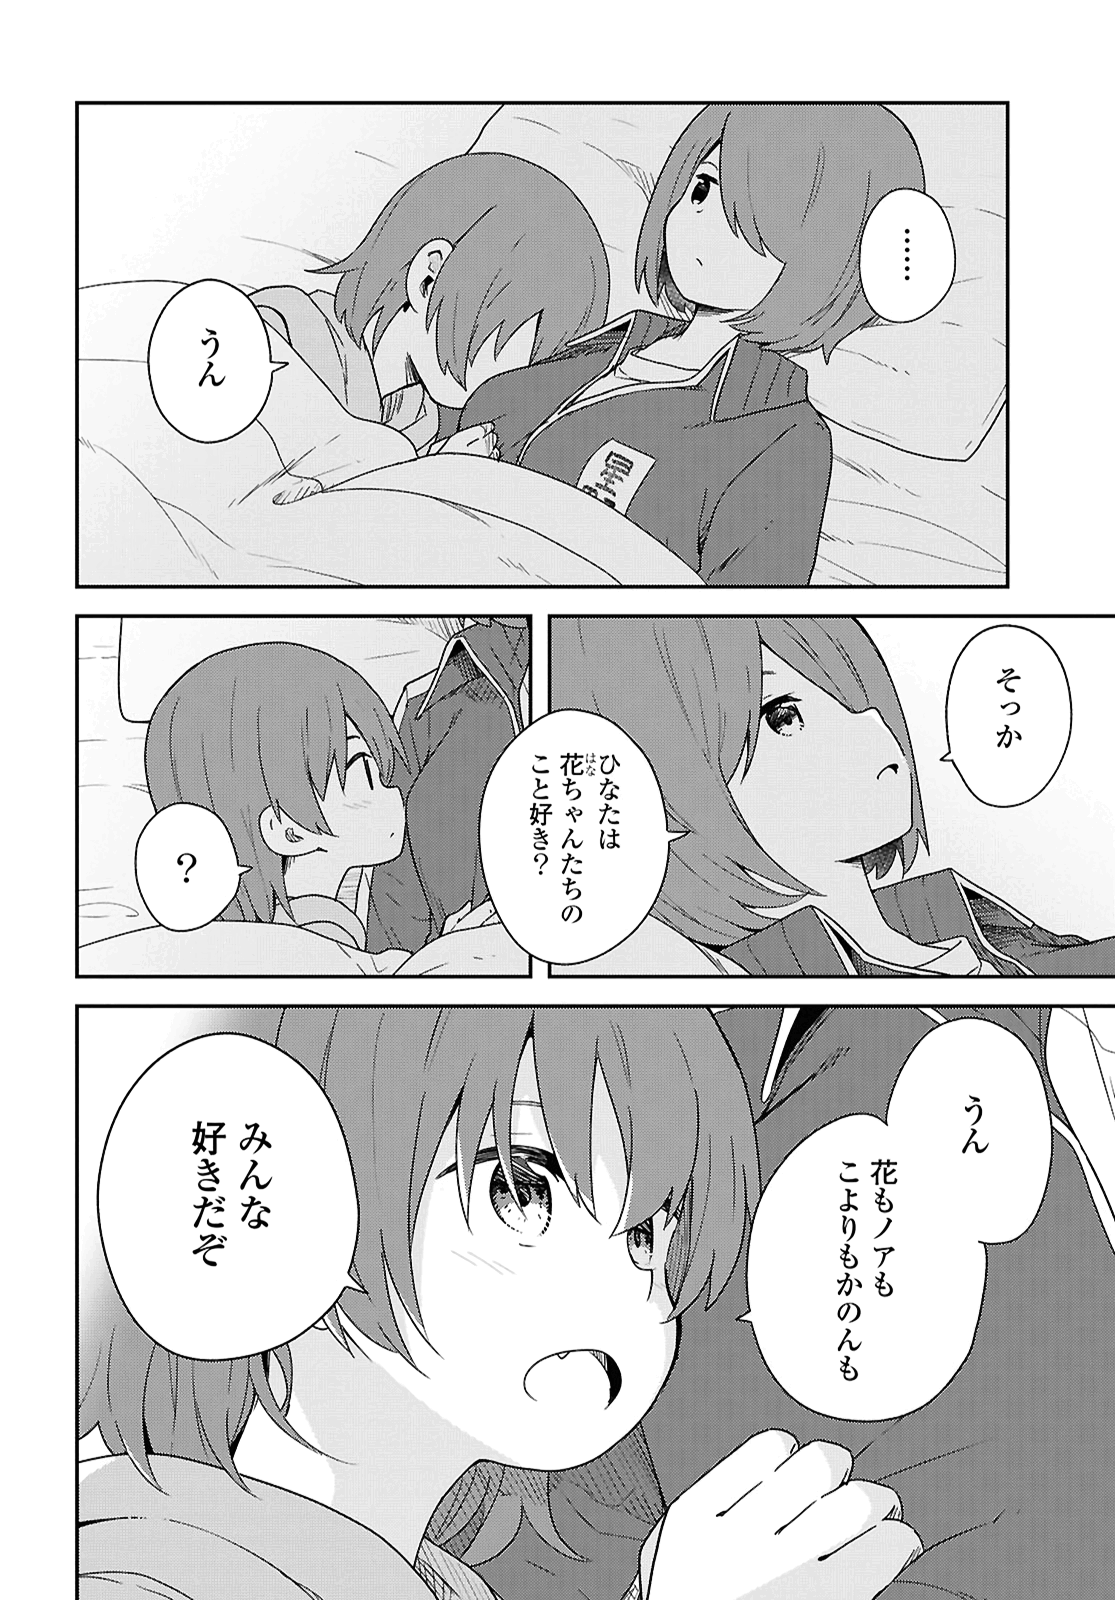 ……
うん
そっか
ひなたは
花ちゃんたちの
はな
こと好き？
？
うん
花もノアも
こよりもかのんも
みんな
好きだぞ